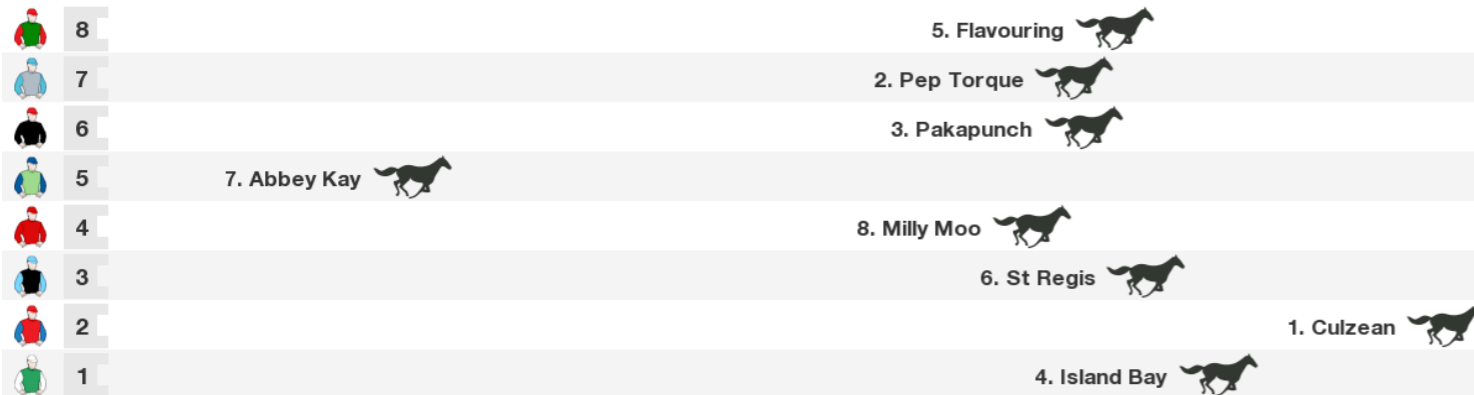 8 5. Flavouring
7 2. Pep Torque
6 3. Pakapunch
5 7. Abbey Kay
4 8. Milly Moo
3 6. St Regis
2 1. Culzean
1 4. Island Bay